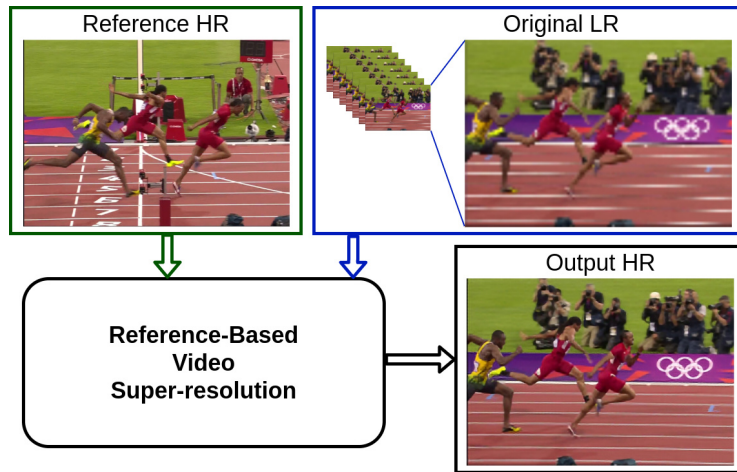 Reference HR
Original LR
Output HR
Reference-Based
Video
Super-resolution